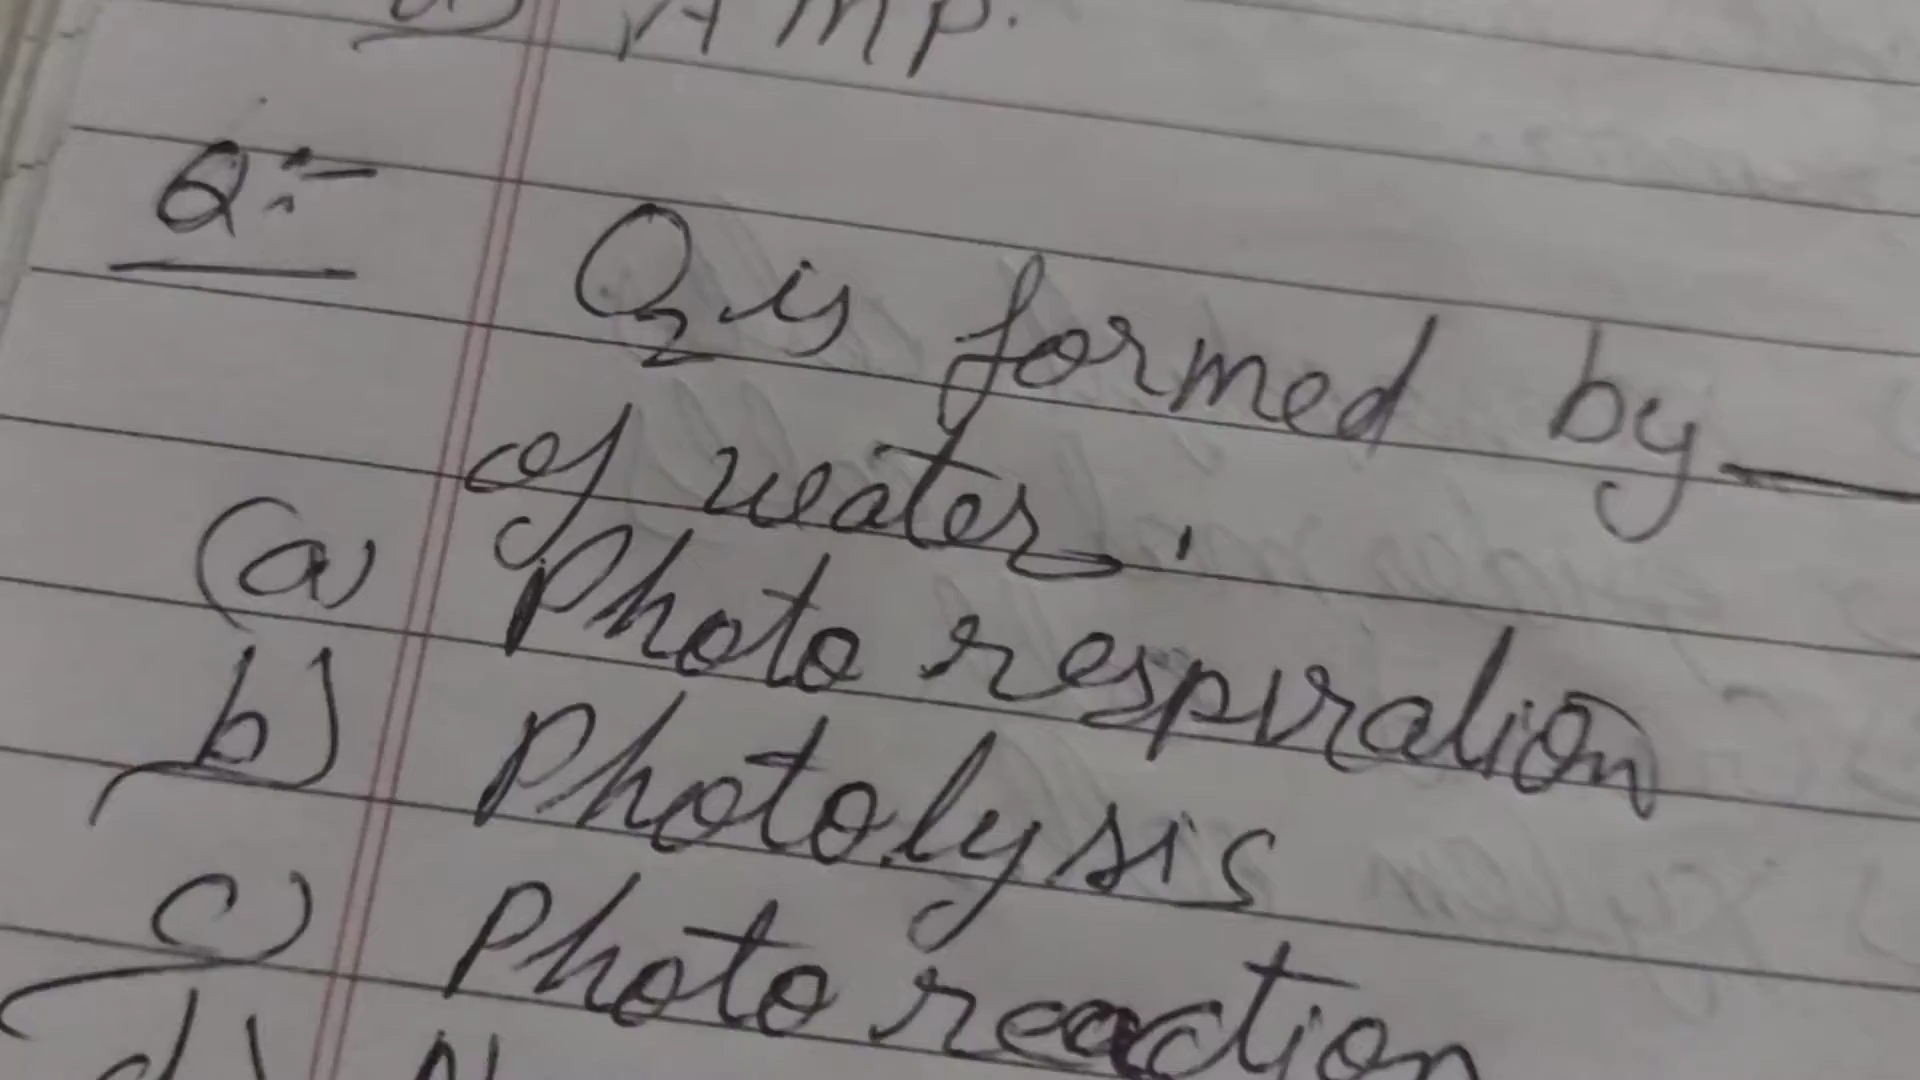 AMP.
Q:- O2 is formed by ___
of water.
(a) Photo respiration
b) Photolysis
c) Photo reaction
d)